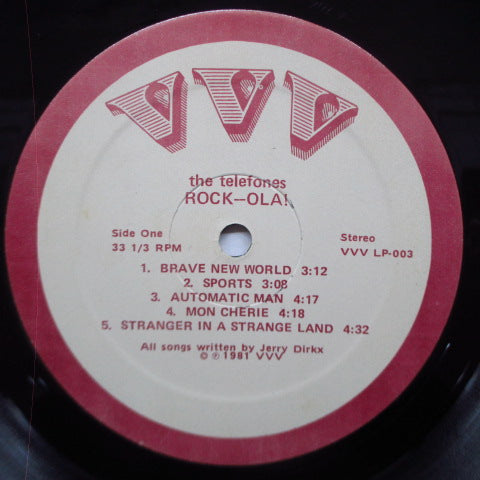 VVV
the telefones
ROCK—OLA!
Side One
33 1/3 RPM
Stereo
VVV LP-003
1. BRAVE NEW WORLD 3:12
2. SPORTS 3:08
3. AUTOMATIC MAN 4:17
4. MON CHERIE 4:18
5. STRANGER IN A STRANGE LAND 4:32
All songs written by Jerry Dirkx
© ℗ 1981 VVV